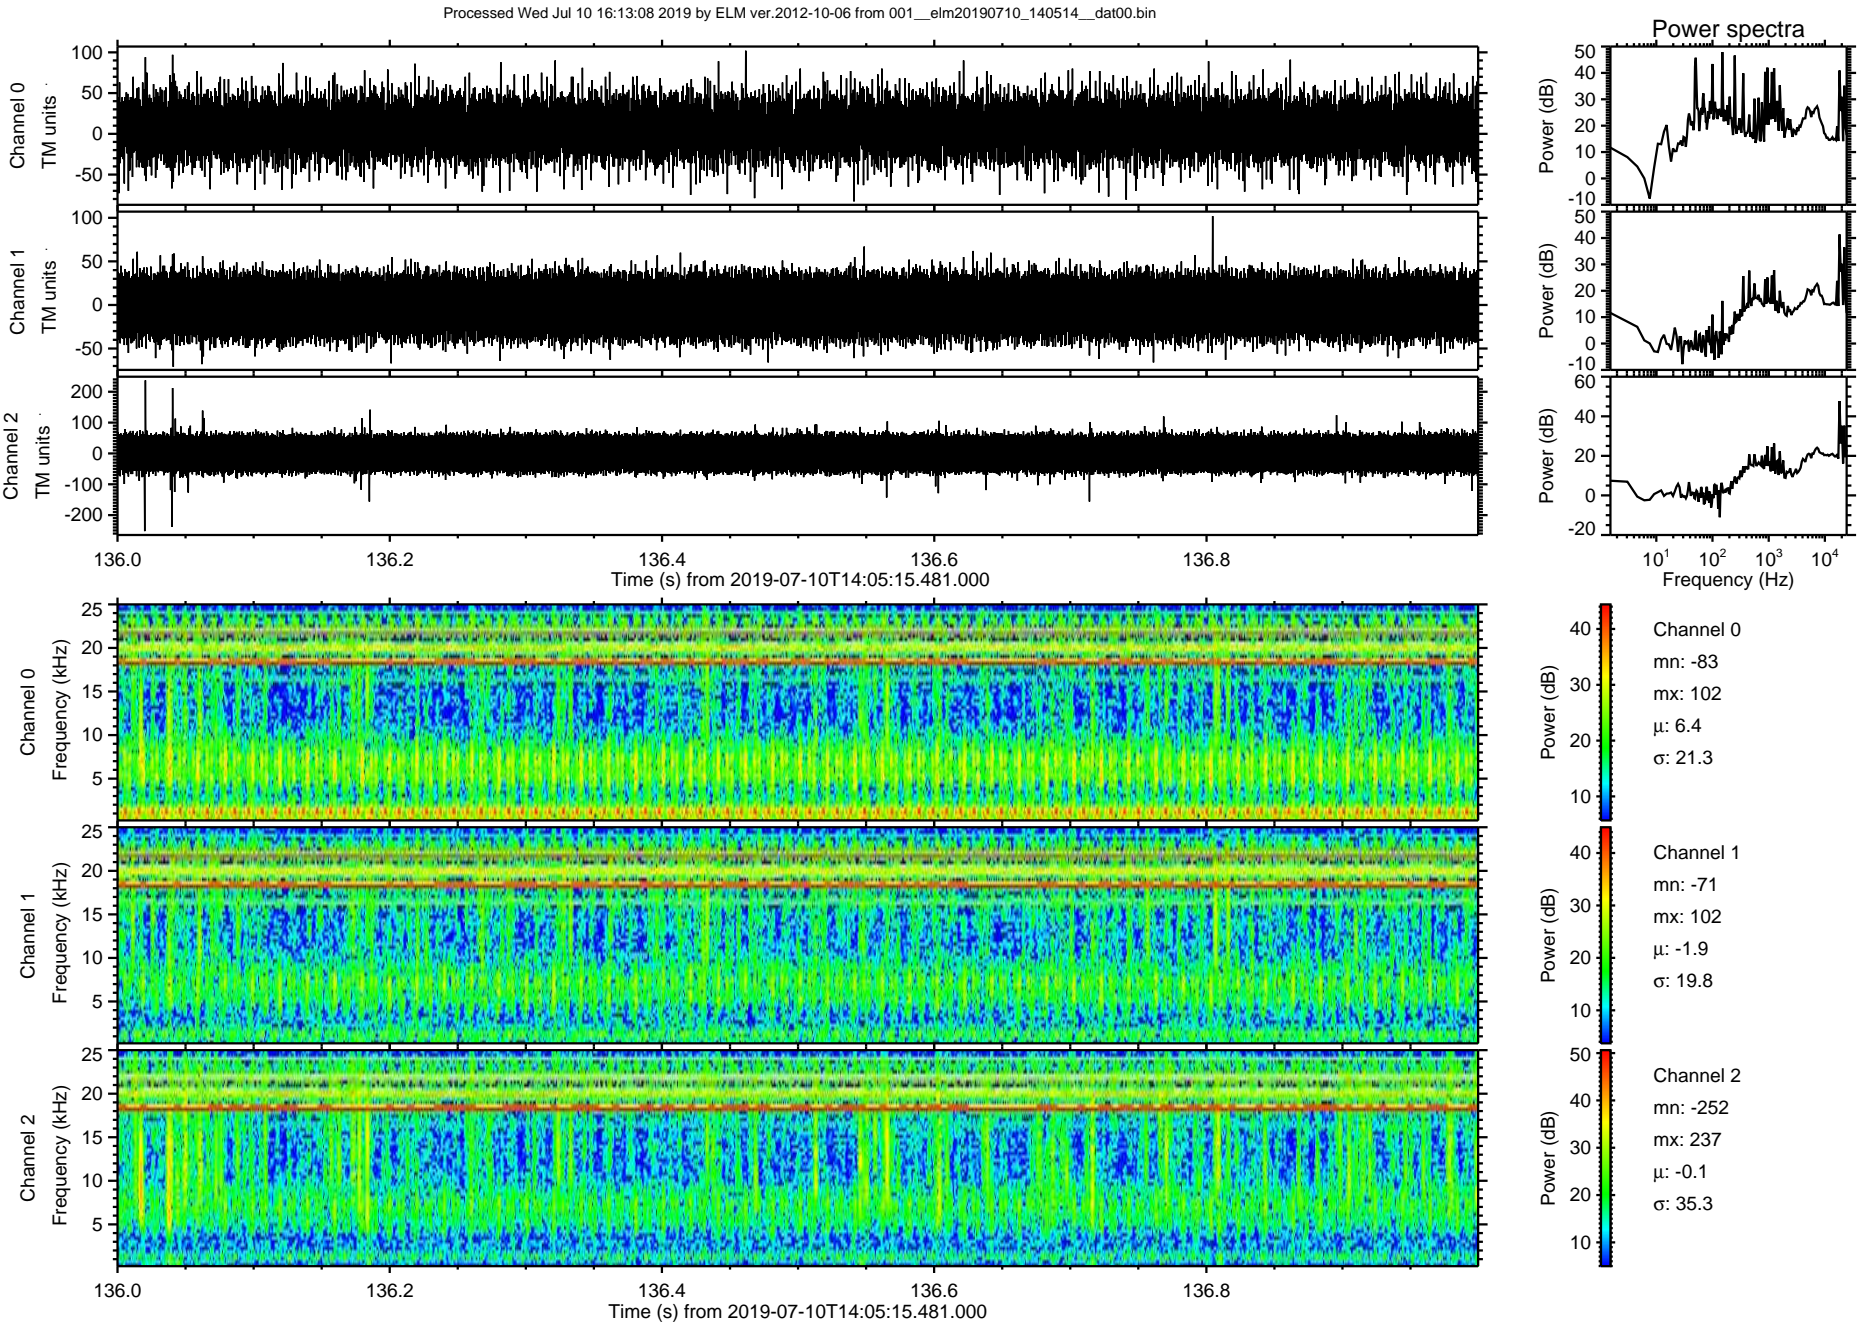 Processed Wed Jul 10 16:13:08 2019 by ELM ver.2012-10-06 from 001__elm20190710_140514__dat00.bin
Power spectra
Channel 0
TM units
100
50
0
-50
Power (dB)
50
40
30
20
10
0
-10
Channel 1
TM units
100
50
0
-50
Power (dB)
50
40
30
20
10
0
-10
Channel 2
TM units
200
100
0
-100
-200
Power (dB)
60
40
20
0
-20
136.0 136.2 136.4 136.6 136.8
Time (s) from 2019-07-10T14:05:15.481.000
10^1 10^2 10^3 10^4
Frequency (Hz)
Channel 0
Frequency (kHz)
25
20
15
10
5
Power (dB)
40
30
20
10
Channel 0
mn: -83
mx: 102
μ: 6.4
σ: 21.3
Channel 1
Frequency (kHz)
25
20
15
10
5
Power (dB)
40
30
20
10
Channel 1
mn: -71
mx: 102
μ: -1.9
σ: 19.8
Channel 2
Frequency (kHz)
25
20
15
10
5
Power (dB)
50
40
30
20
10
Channel 2
mn: -252
mx: 237
μ: -0.1
σ: 35.3
136.0 136.2 136.4 136.6 136.8
Time (s) from 2019-07-10T14:05:15.481.000